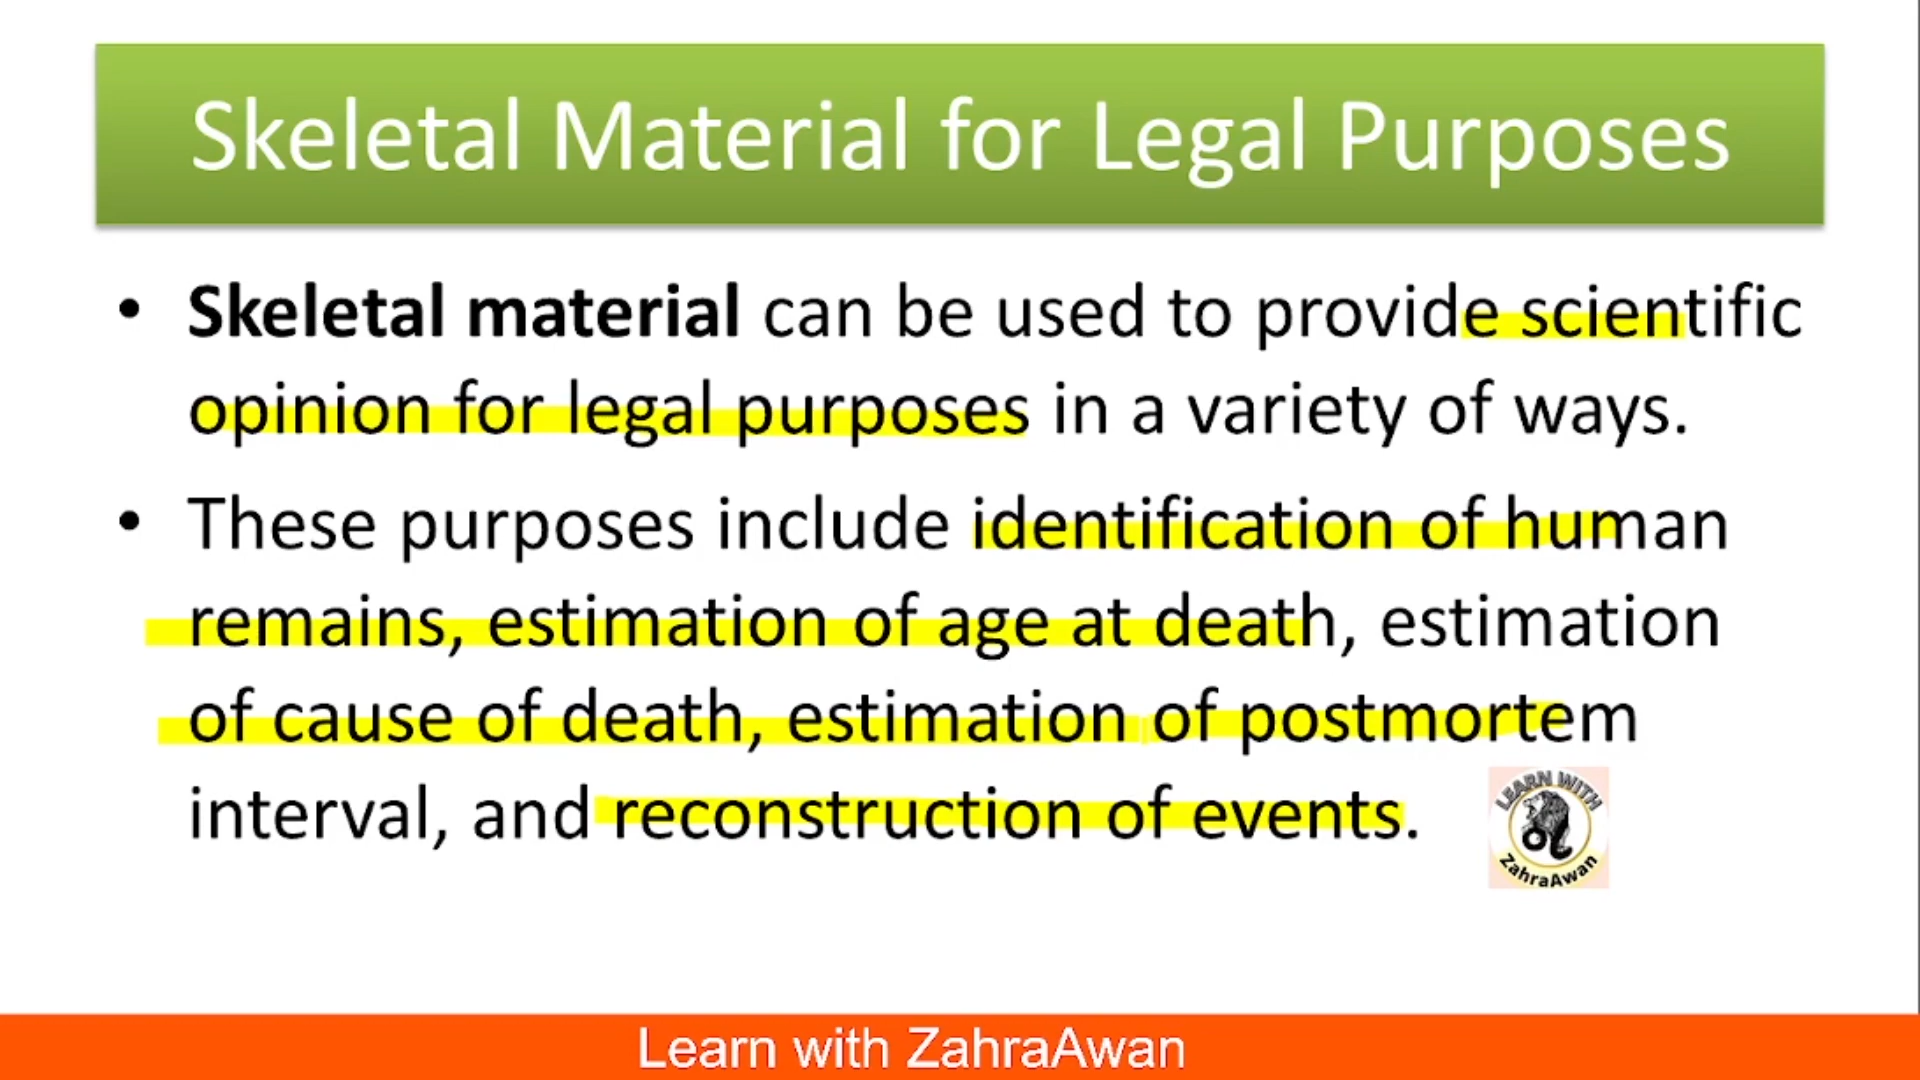 Skeletal Material for Legal Purposes
• Skeletal material can be used to provide scientific
opinion for legal purposes in a variety of ways.
• These purposes include identification of human
remains, estimation of age at death, estimation
of cause of death, estimation of postmortem
interval, and reconstruction of events.
LEARN WITH
ZahraAwan
Learn with ZahraAwan